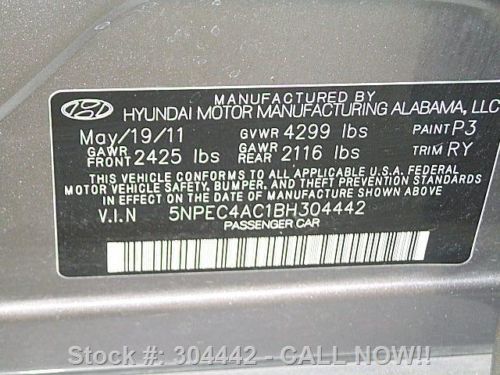 MANUFACTURED BY
HYUNDAI MOTOR MANUFACTURING ALABAMA, LLC
May/19/11 GVWR 4299 lbs PAINT P3
GAWR FRONT 2425 lbs GAWR REAR 2116 lbs TRIM RY
THIS VEHICLE CONFORMS TO ALL APPLICABLE U.S.A. FEDERAL
MOTOR VEHICLE SAFETY, BUMPER, AND THEFT PREVENTION STANDARDS
IN EFFECT ON THE DATE OF MANUFACTURE SHOWN ABOVE.
V.I.N 5NPEC4AC1BH304442
PASSENGER CAR
Stock #: 304442 - CALL NOW!!